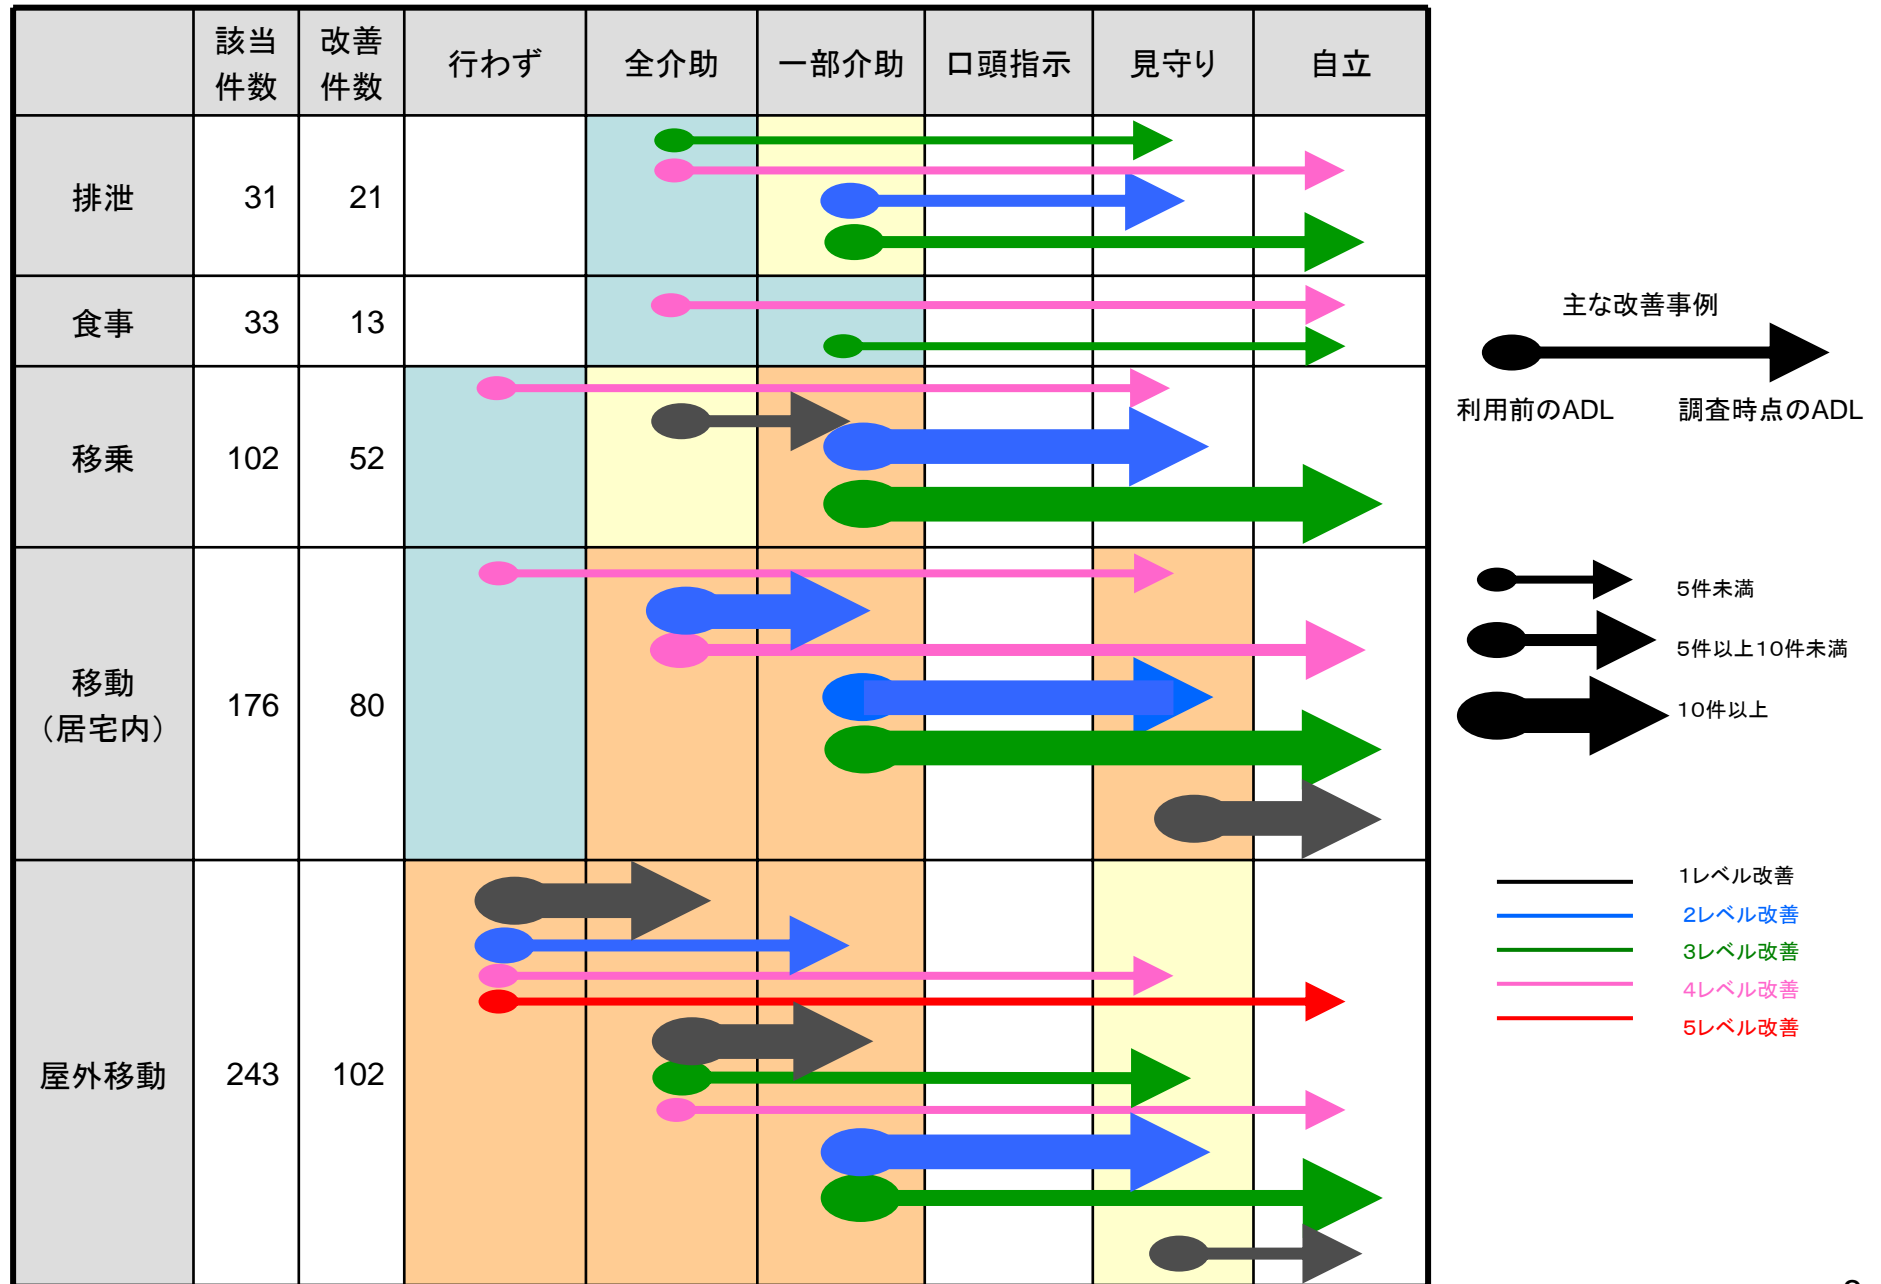 該当件数 改善件数 行わず 全介助 一部介助 口頭指示 見守り 自立
排泄 31 21
食事 33 13
移乗 102 52
移動（居宅内） 176 80
屋外移動 243 102
主な改善事例
利用前のADL 調査時点のADL
5件未満
5件以上10件未満
10件以上
1レベル改善
2レベル改善
3レベル改善
4レベル改善
5レベル改善